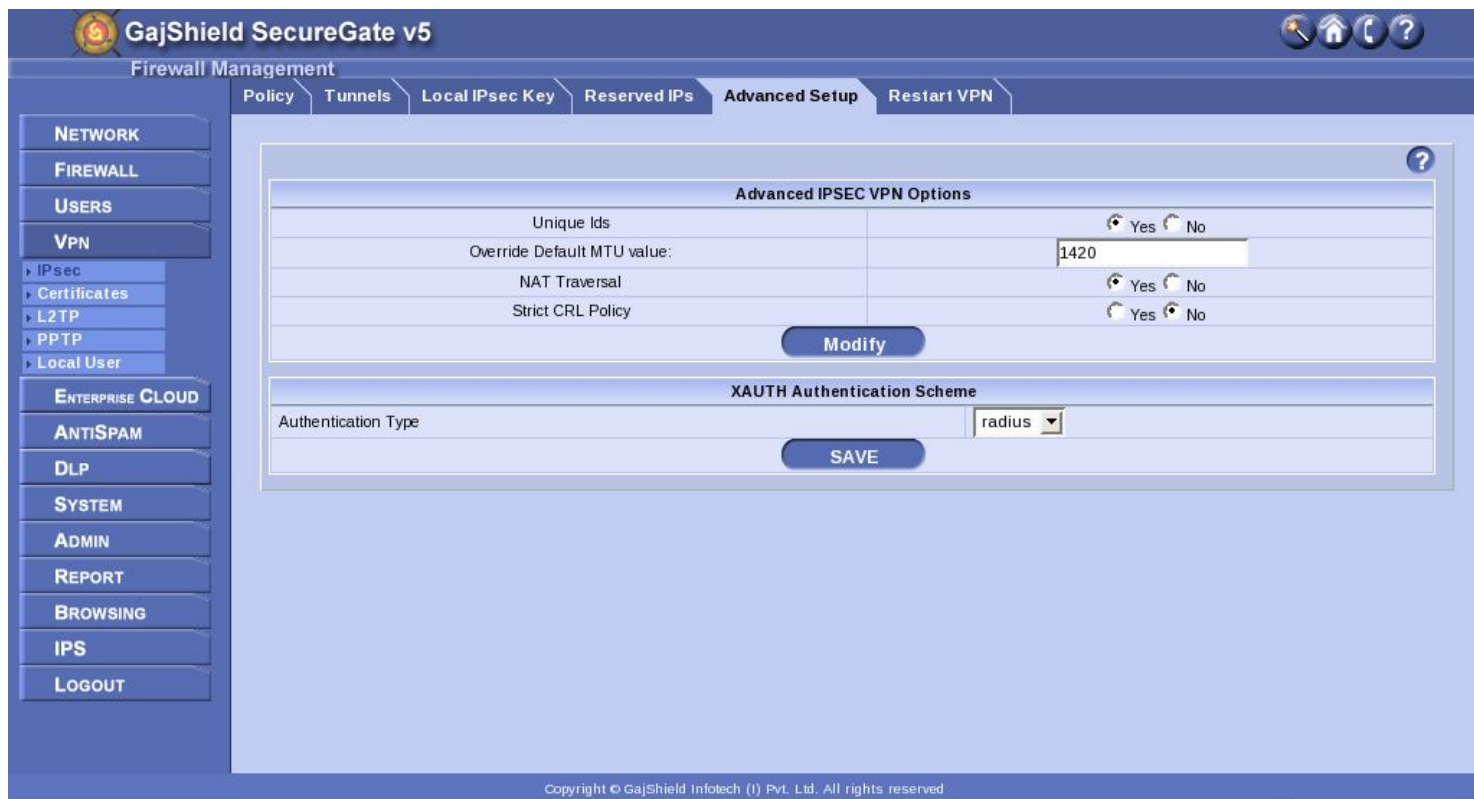 GajShield SecureGate v5
Firewall Management
Policy Tunnels Local IPsec Key Reserved IPs Advanced Setup Restart VPN
NETWORK
FIREWALL
USERS
VPN
IPsec
Certificates
L2TP
PPTP
Local User
ENTERPRISE CLOUD
ANTISPAM
DLP
SYSTEM
ADMIN
REPORT
BROWSING
IPS
LOGOUT
?
?
Advanced IPSEC VPN Options
Unique Ids Yes No
Override Default MTU value: 1420
NAT Traversal Yes No
Strict CRL Policy Yes No
Modify
XAUTH Authentication Scheme
Authentication Type radius
SAVE
Copyright © GajShield Infotech (I) Pvt. Ltd. All rights reserved